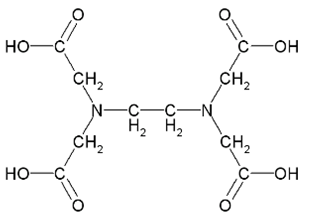 O O
HO C C OH
CH2 CH2
N C C N
H2 H2
CH2 CH2
HO C C OH
O O